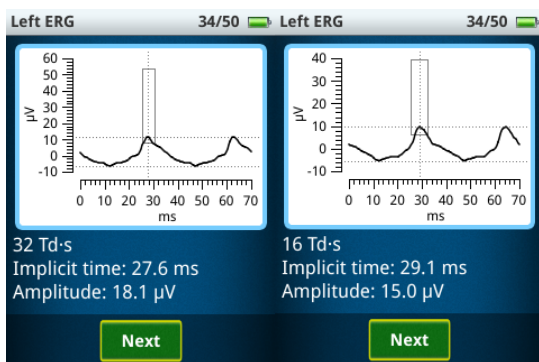 Left ERG 34/50
60
50
40
30
20
10
0
-10
µV
0 10 20 30 40 50 60 70
ms
32 Td·s
Implicit time: 27.6 ms
Amplitude: 18.1 µV
Next
Left ERG 34/50
40
30
20
10
0
-10
µV
0 10 20 30 40 50 60 70
ms
16 Td·s
Implicit time: 29.1 ms
Amplitude: 15.0 µV
Next